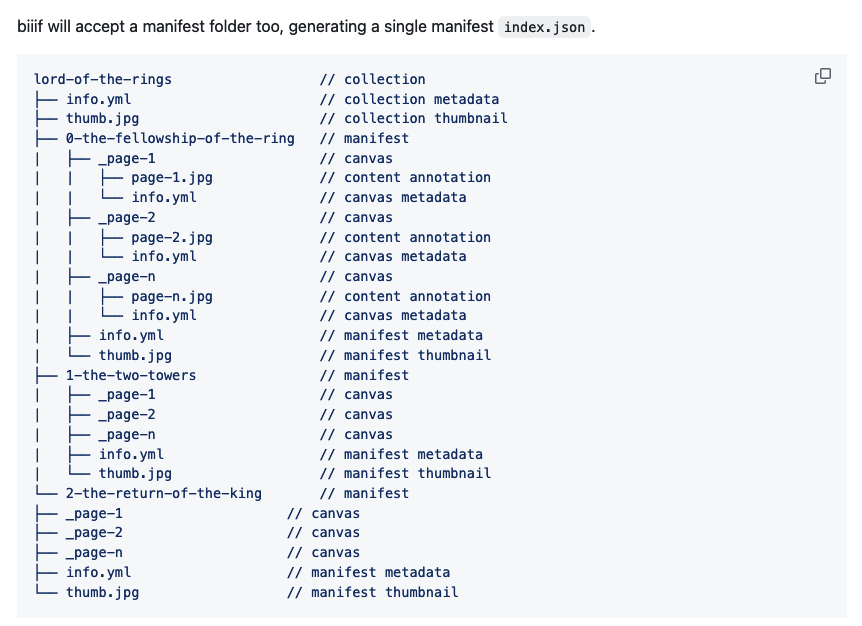 biiif will accept a manifest folder too, generating a single manifest index.json.
lord-of-the-rings                  // collection
├── info.yml                       // collection metadata
├── thumb.jpg                      // collection thumbnail
├── 0-the-fellowship-of-the-ring   // manifest
|   ├── _page-1                    // canvas
|   |   ├── page-1.jpg             // content annotation
|   |   └── info.yml               // canvas metadata
|   ├── _page-2                    // canvas
|   |   ├── page-2.jpg             // content annotation
|   |   └── info.yml               // canvas metadata
|   ├── _page-n                    // canvas
|   |   ├── page-n.jpg             // content annotation
|   |   └── info.yml               // canvas metadata
|   ├── info.yml                   // manifest metadata
|   └── thumb.jpg                  // manifest thumbnail
├── 1-the-two-towers               // manifest
|   ├── _page-1                    // canvas
|   ├── _page-2                    // canvas
|   ├── _page-n                    // canvas
|   ├── info.yml                   // manifest metadata
|   └── thumb.jpg                  // manifest thumbnail
└── 2-the-return-of-the-king       // manifest
├── _page-1                    // canvas
├── _page-2                    // canvas
├── _page-n                    // canvas
├── info.yml                   // manifest metadata
└── thumb.jpg                  // manifest thumbnail